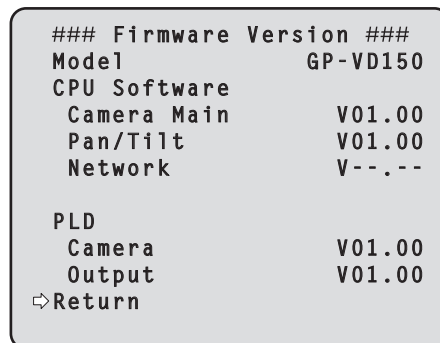 ### Firmware Version ###
Model GP-VD150
CPU Software
Camera Main V01.00
Pan/Tilt V01.00
Network V--.--
PLD
Camera V01.00
Output V01.00
⇨Return